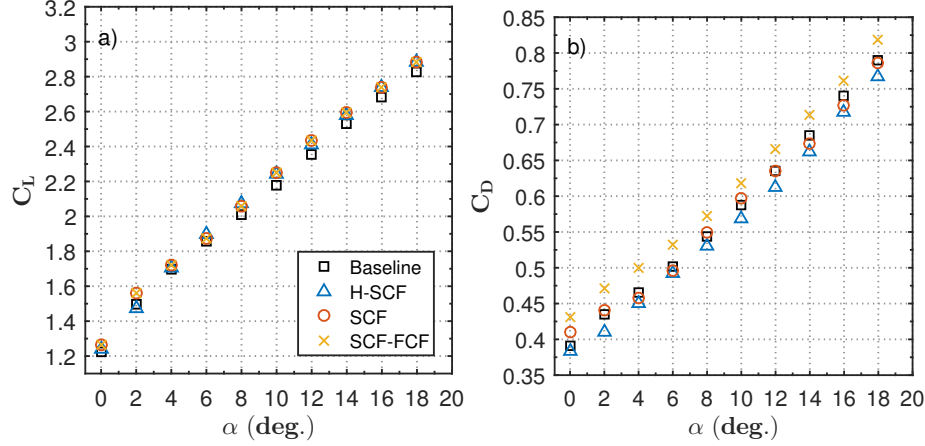 a)
C_L
3.2
3
2.8
2.6
2.4
2.2
2
1.8
1.6
1.4
1.2
0 2 4 6 8 10 12 14 16 18 20
α (deg.)
Baseline
H-SCF
SCF
SCF-FCF
b)
C_D
0.85
0.8
0.75
0.7
0.65
0.6
0.55
0.5
0.45
0.4
0.35
0 2 4 6 8 10 12 14 16 18 20
α (deg.)